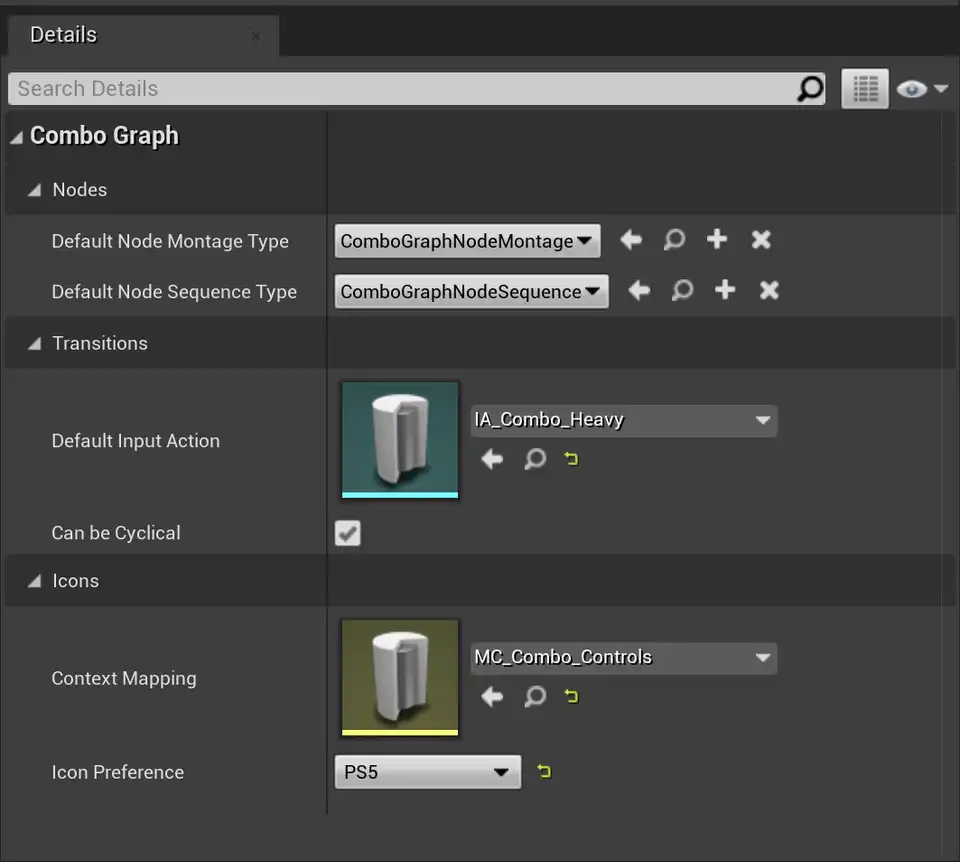 Details
Search Details
Combo Graph
Nodes
Default Node Montage Type
ComboGraphNodeMontage
Default Node Sequence Type
ComboGraphNodeSequence
Transitions
Default Input Action
IA_Combo_Heavy
Can be Cyclical
Icons
Context Mapping
MC_Combo_Controls
Icon Preference
PS5